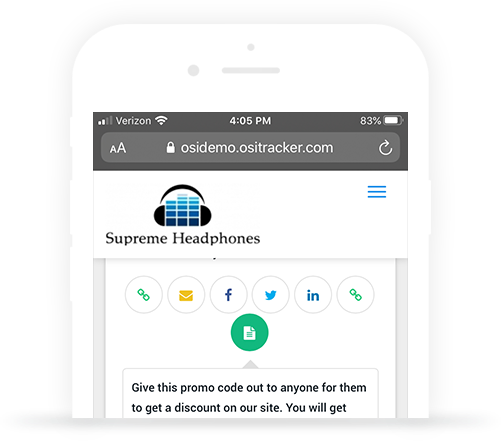 Verizon 4:05 PM 83%
AA osidemo.ositracker.com
Supreme Headphones
Give this promo code out to anyone for them
to get a discount on our site. You will get